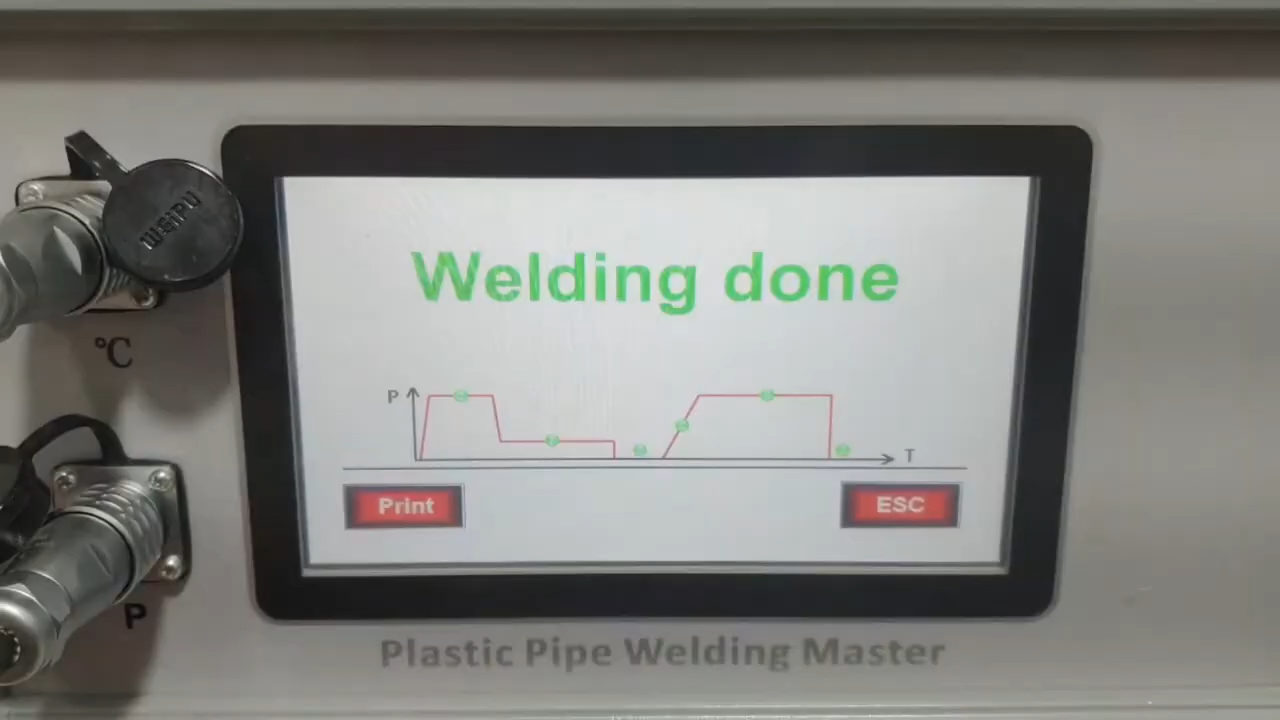 WEIPU
Welding done
°C
P
T
Print
ESC
P
Plastic Pipe Welding Master